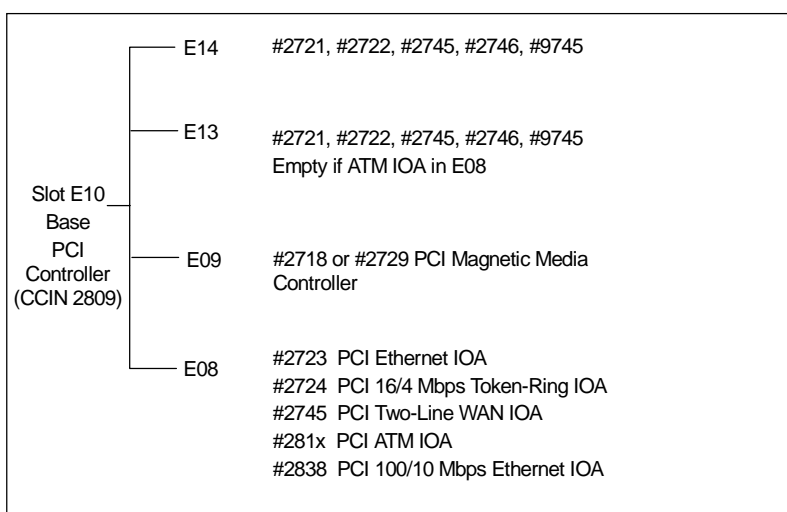 E14 #2721, #2722, #2745, #2746, #9745
E13 #2721, #2722, #2745, #2746, #9745
Empty if ATM IOA in E08
Slot E10
Base
PCI
Controller
(CCIN 2809)
E09 #2718 or #2729 PCI Magnetic Media
Controller
E08 #2723 PCI Ethernet IOA
#2724 PCI 16/4 Mbps Token-Ring IOA
#2745 PCI Two-Line WAN IOA
#281x PCI ATM IOA
#2838 PCI 100/10 Mbps Ethernet IOA